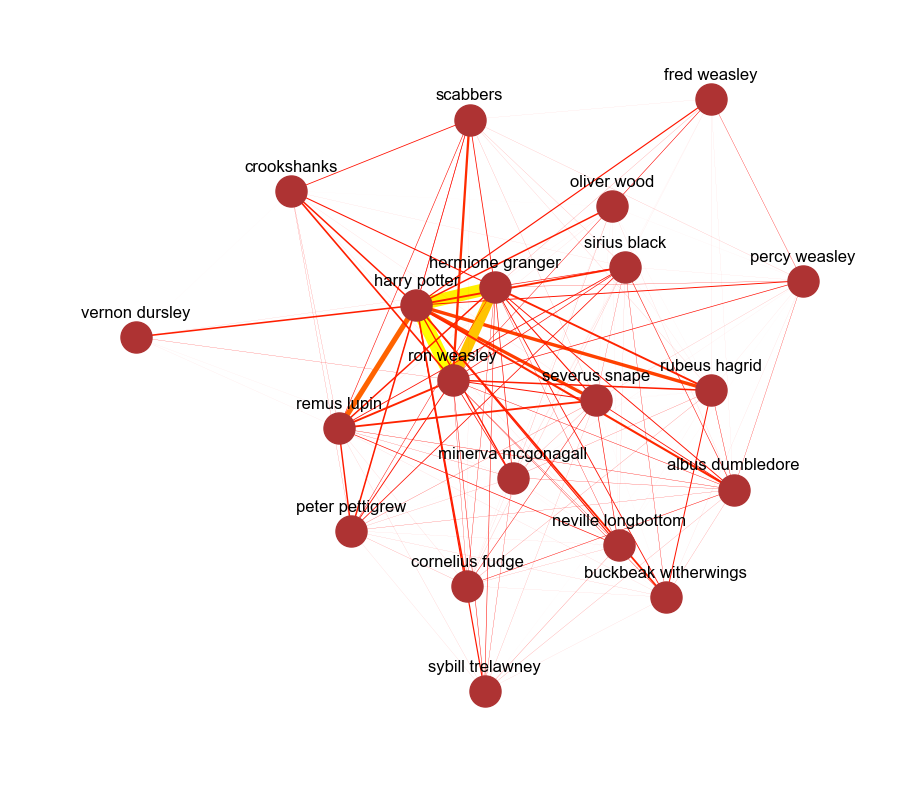 fred weasley
scabbers
crookshanks
oliver wood
sirius black
percy weasley
hermione granger
harry potter
vernon dursley
ron weasley
rubeus hagrid
severus snape
remus lupin
minerva mcgonagall
albus dumbledore
peter pettigrew
neville longbottom
cornelius fudge
buckbeak witherwings
sybill trelawney